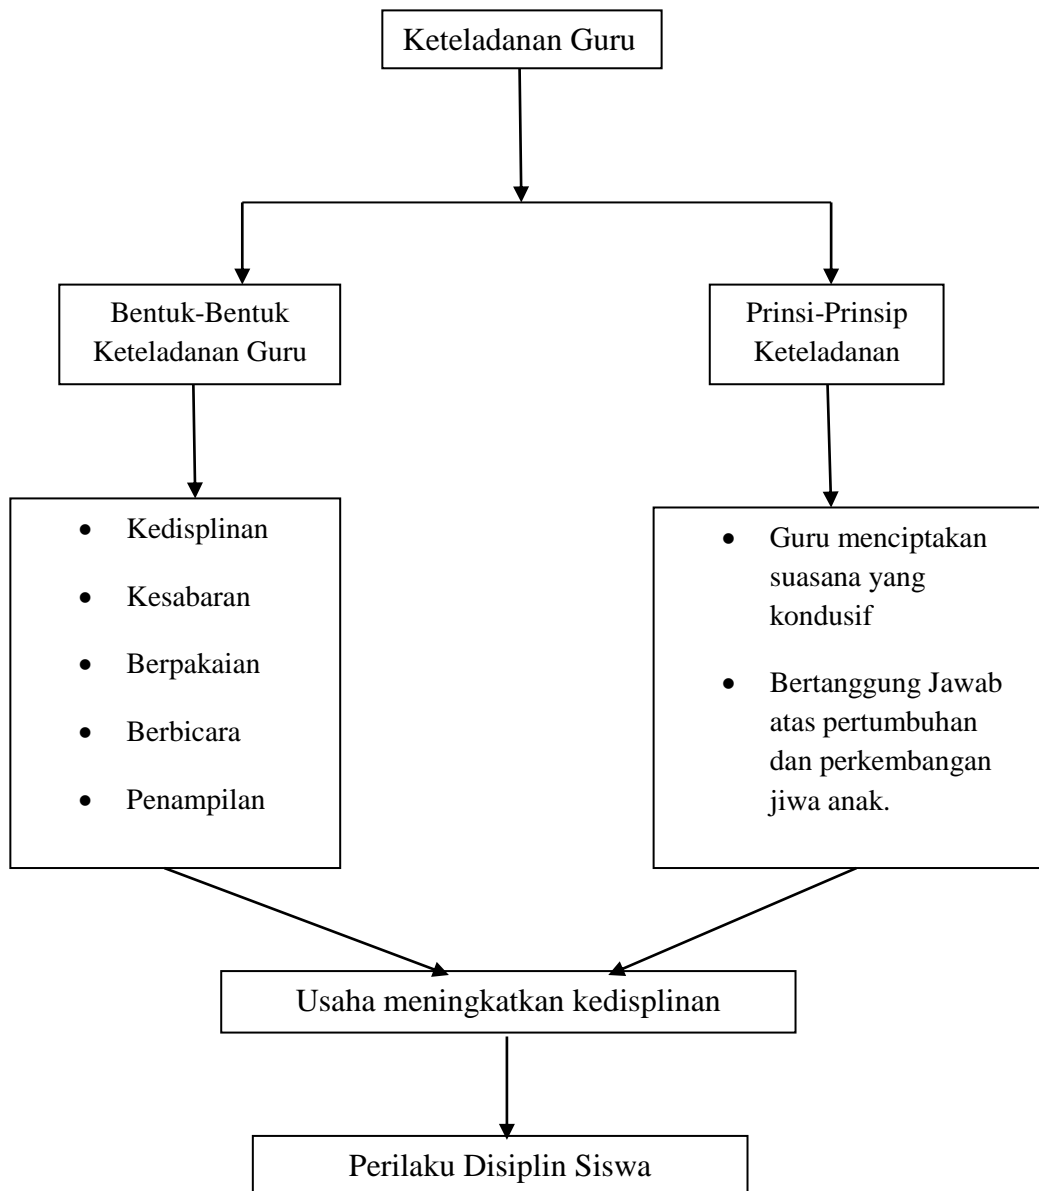 Keteladanan Guru
Bentuk-Bentuk
Keteladanan Guru
Prinsi-Prinsip
Keteladanan
• Kedisplinan
• Kesabaran
• Berpakaian
• Berbicara
• Penampilan
• Guru menciptakan
suasana yang
kondusif
• Bertanggung Jawab
atas pertumbuhan
dan perkembangan
jiwa anak.
Usaha meningkatkan kedisplinan
Perilaku Disiplin Siswa